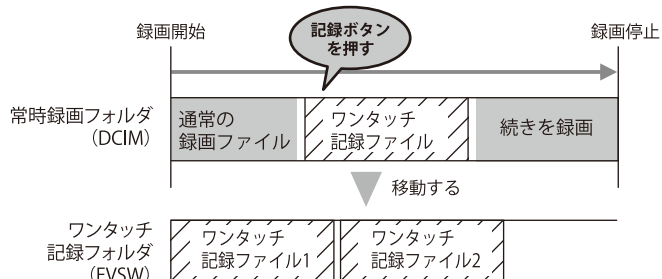 録画開始
記録ボタン
を押す
録画停止
常時録画フォルダ
（DCIM）
通常の
録画ファイル
ワンタッチ
記録ファイル
続きを録画
移動する
ワンタッチ
記録フォルダ
（EVSW）
ワンタッチ
記録ファイル1
ワンタッチ
記録ファイル2